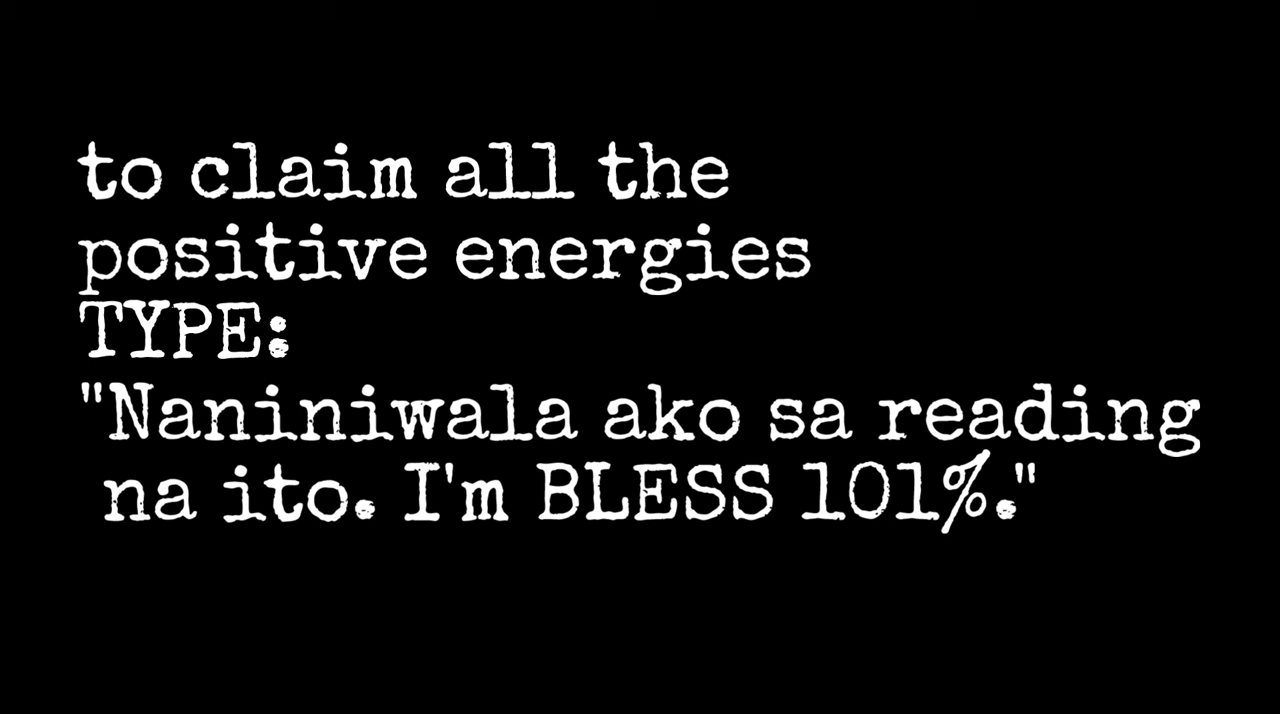 to claim all the
positive energies
TYPE:
"Naniniwala ako sa reading
na ito. I'm BLESS 101%."